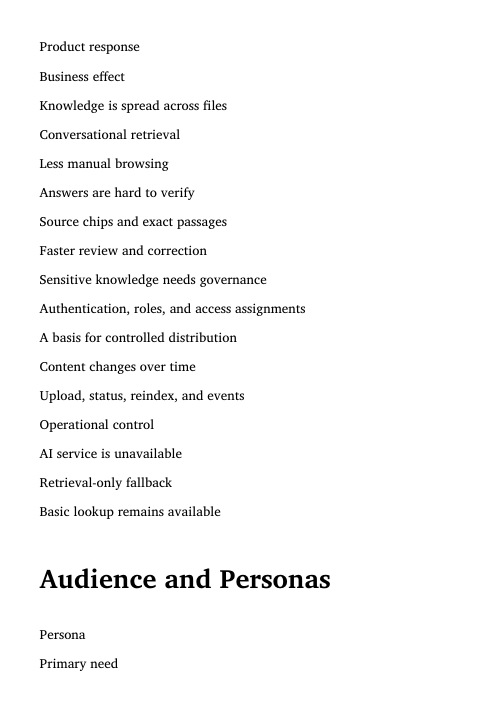 Product response
Business effect
Knowledge is spread across files
Conversational retrieval
Less manual browsing
Answers are hard to verify
Source chips and exact passages
Faster review and correction
Sensitive knowledge needs governance
Authentication, roles, and access assignments
A basis for controlled distribution
Content changes over time
Upload, status, reindex, and events
Operational control
AI service is unavailable
Retrieval-only fallback
Basic lookup remains available
Audience and Personas
Persona
Primary need